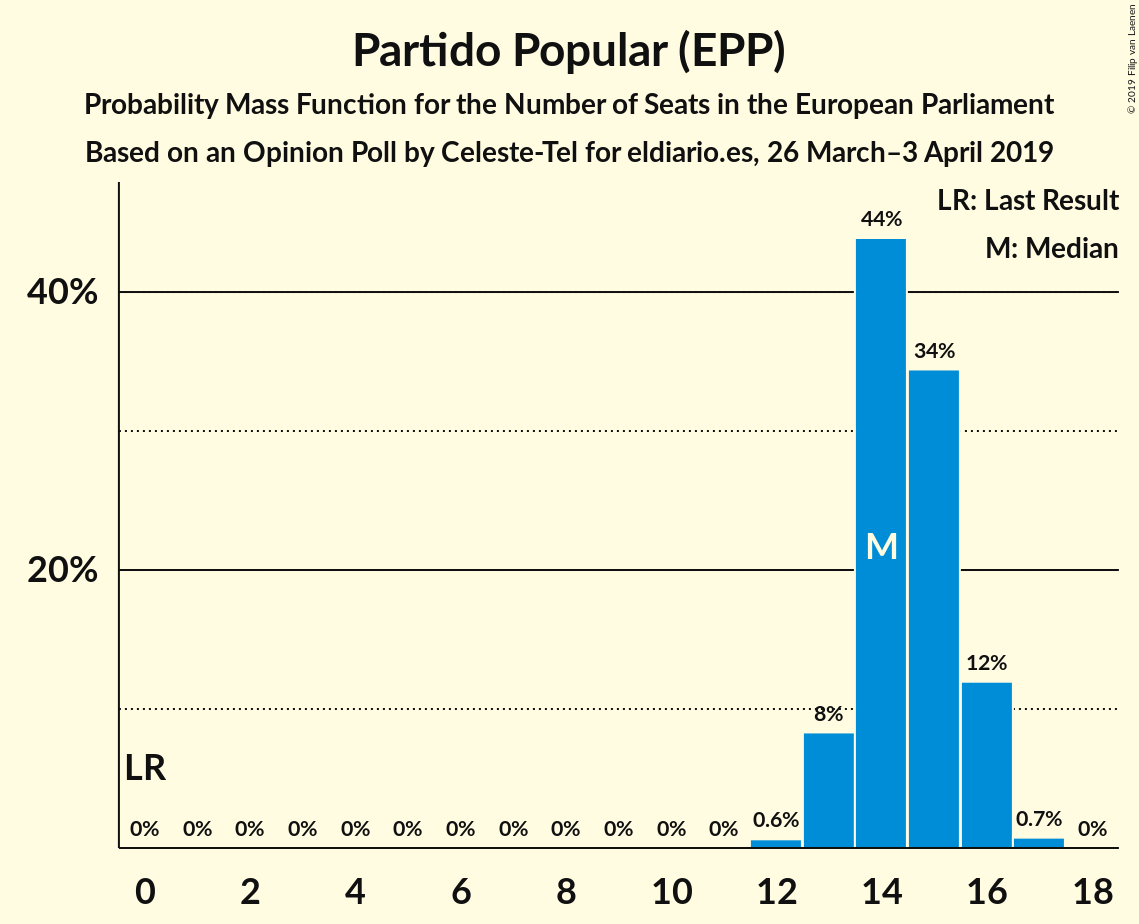 Partido Popular (EPP)
Probability Mass Function for the Number of Seats in the European Parliament
Based on an Opinion Poll by Celeste-Tel for eldiario.es, 26 March–3 April 2019
© 2019 Filip van Laenen
LR: Last Result
M: Median
40%
20%
44%
34%
12%
8%
M
LR
0% 0% 0% 0% 0% 0% 0% 0% 0% 0% 0% 0% 0.6% 0.7% 0%
0 2 4 6 8 10 12 14 16 18